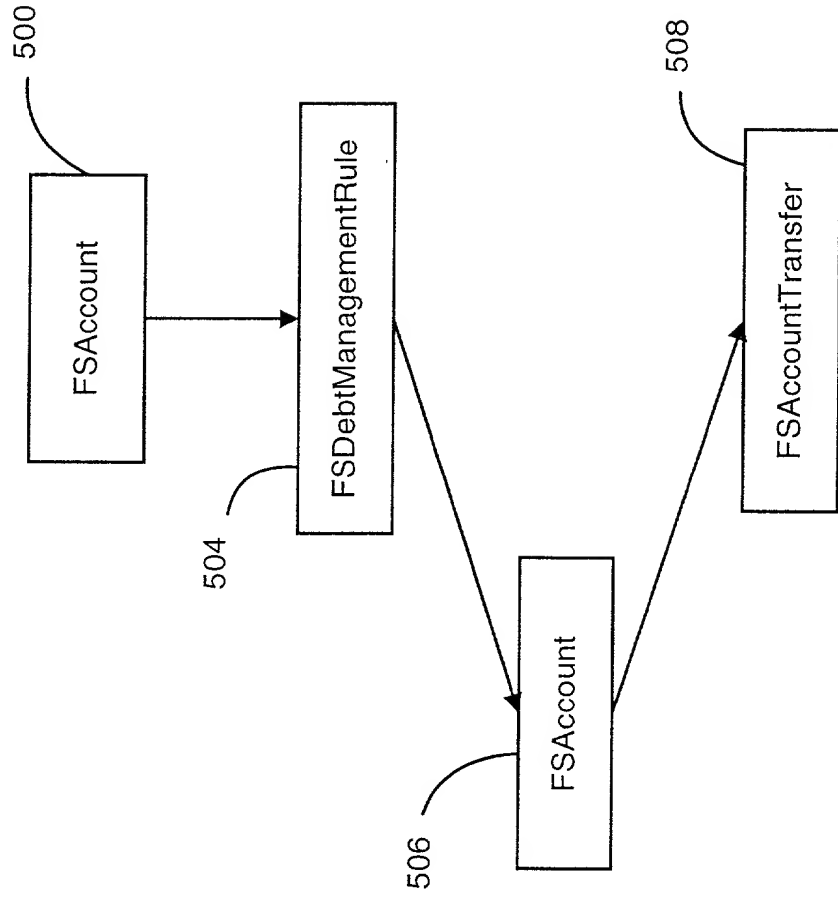 500
FSAccount
504
FSDebtManagementRule
506
FSAccount
508
FSAccountTransfer